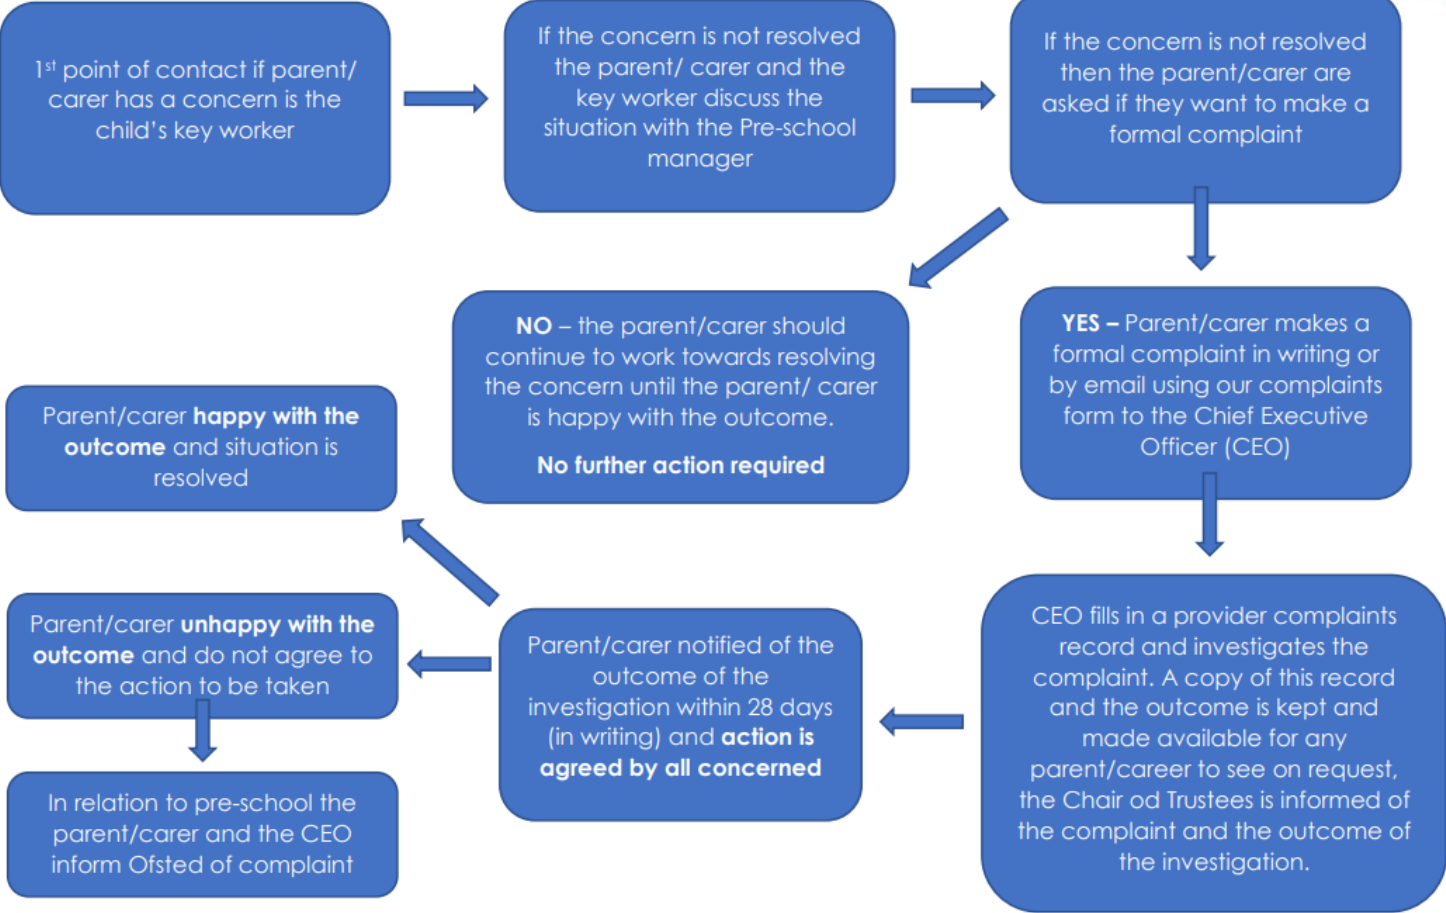 1st point of contact if parent/
carer has a concern is the
child's key worker
If the concern is not resolved
the parent/ carer and the
key worker discuss the
situation with the Pre-school
manager
If the concern is not resolved
then the parent/carer are
asked if they want to make a
formal complaint
NO – the parent/carer should
continue to work towards resolving
the concern until the parent/ carer
is happy with the outcome.
No further action required
YES – Parent/carer makes a
formal complaint in writing or
by email using our complaints
form to the Chief Executive
Officer (CEO)
CEO fills in a provider complaints
record and investigates the
complaint. A copy of this record
and the outcome is kept and
made available for any
parent/career to see on request,
the Chair od Trustees is informed of
the complaint and the outcome of
the investigation.
Parent/carer notified of the
outcome of the
investigation within 28 days
(in writing) and action is
agreed by all concerned
Parent/carer happy with the
outcome and situation is
resolved
Parent/carer unhappy with the
outcome and do not agree to
the action to be taken
In relation to pre-school the
parent/carer and the CEO
inform Ofsted of complaint